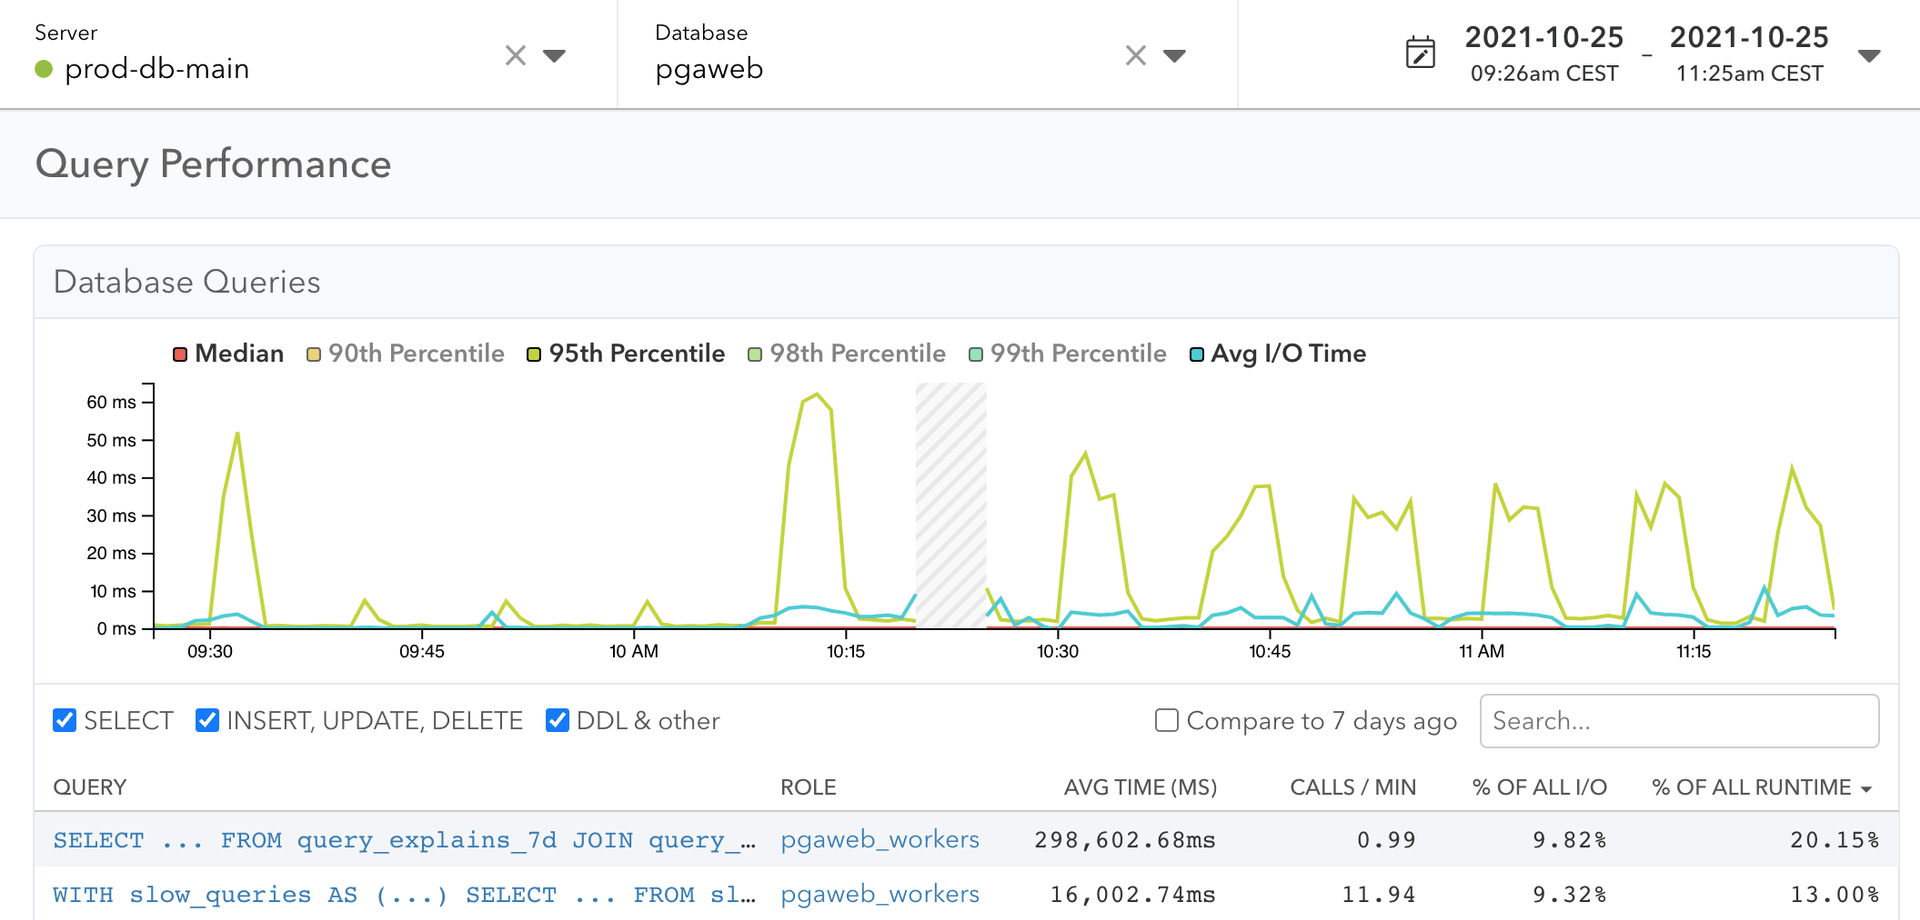 Server
prod-db-main
Database
pgaweb
2021-10-25 – 2021-10-25
09:26am CEST 11:25am CEST
Query Performance
Database Queries
Median 90th Percentile 95th Percentile 98th Percentile 99th Percentile Avg I/O Time
60 ms
50 ms
40 ms
30 ms
20 ms
10 ms
0 ms
09:30 09:45 10 AM 10:15 10:30 10:45 11 AM 11:15
SELECT INSERT, UPDATE, DELETE DDL & other Compare to 7 days ago Search...
QUERY ROLE AVG TIME (MS) CALLS / MIN % OF ALL I/O % OF ALL RUNTIME
SELECT ... FROM query_explains_7d JOIN query_… pgaweb_workers 298,602.68ms 0.99 9.82% 20.15%
WITH slow_queries AS (...) SELECT ... FROM sl… pgaweb_workers 16,002.74ms 11.94 9.32% 13.00%